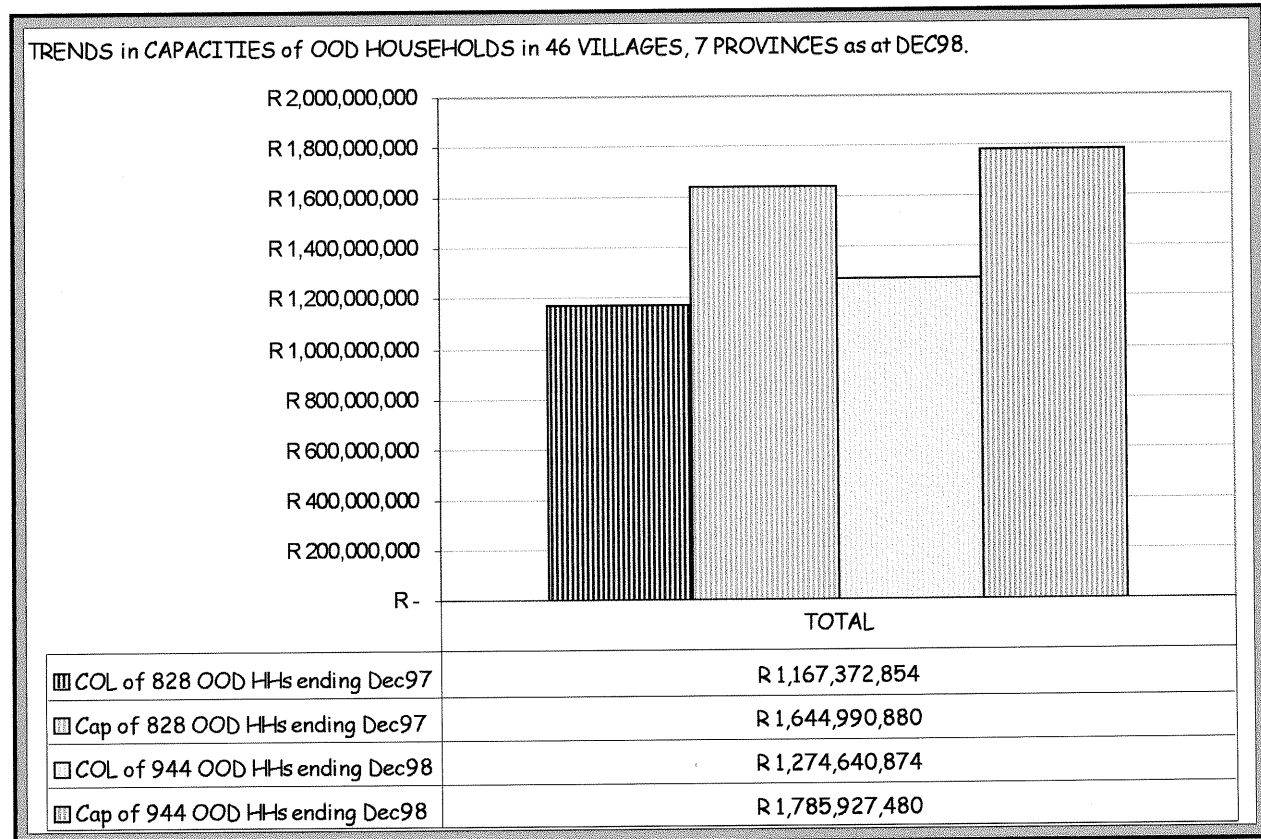 TRENDS in CAPACITIES of OOD HOUSEHOLDS in 46 VILLAGES, 7 PROVINCES as at DEC98.
R 2,000,000,000
R 1,800,000,000
R 1,600,000,000
R 1,400,000,000
R 1,200,000,000
R 1,000,000,000
R 800,000,000
R 600,000,000
R 400,000,000
R 200,000,000
R -
TOTAL
COL of 828 OOD HHs ending Dec97 R 1,167,372,854
Cap of 828 OOD HHs ending Dec97 R 1,644,990,880
COL of 944 OOD HHs ending Dec98 R 1,274,640,874
Cap of 944 OOD HHs ending Dec98 R 1,785,927,480